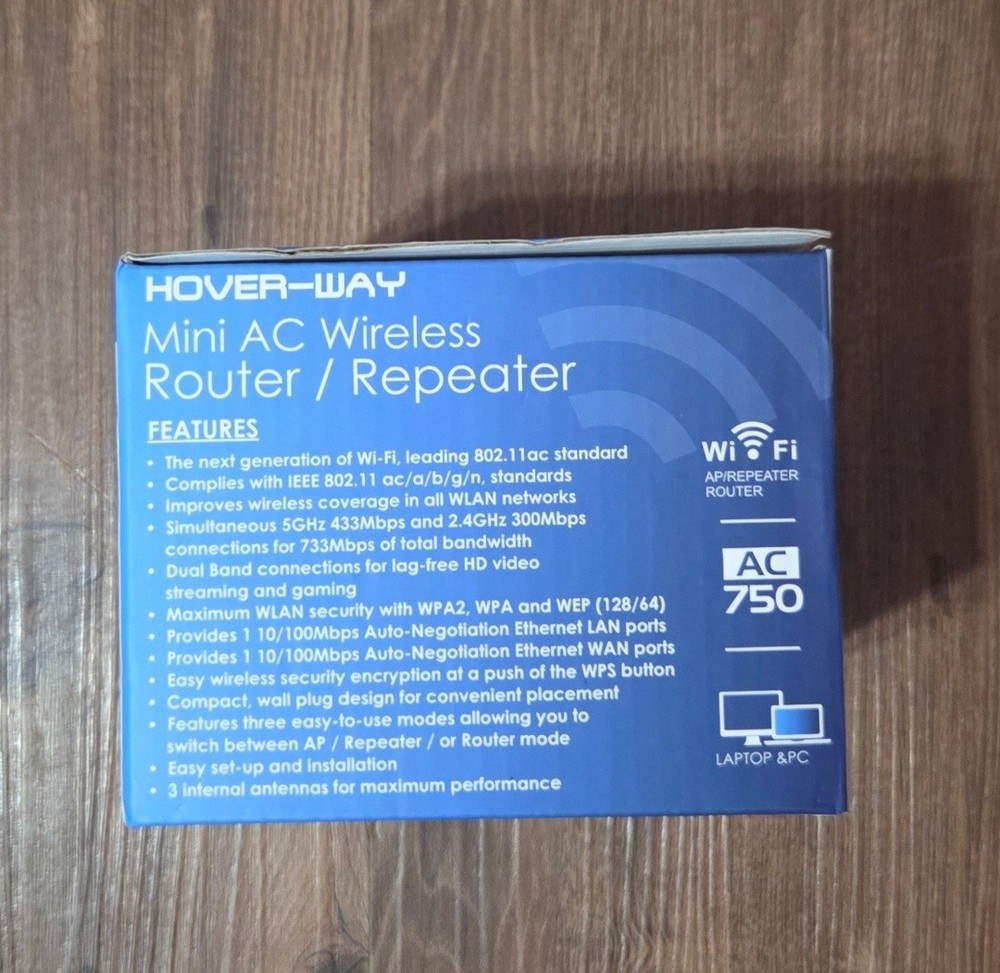 HOVER-WAY
Mini AC Wireless
Router / Repeater
FEATURES
• The next generation of Wi-Fi, leading 802.11ac standard
• Complies with IEEE 802.11 ac/a/b/g/n, standards
• Improves wireless coverage in all WLAN networks
• Simultaneous 5GHz 433Mbps and 2.4GHz 300Mbps
connections for 733Mbps of total bandwidth
• Dual Band connections for lag-free HD video
streaming and gaming
• Maximum WLAN security with WPA2, WPA and WEP (128/64)
• Provides 1 10/100Mbps Auto-Negotiation Ethernet LAN ports
• Provides 1 10/100Mbps Auto-Negotiation Ethernet WAN ports
• Easy wireless security encryption at a push of the WPS button
• Compact, wall plug design for convenient placement
• Features three easy-to-use modes allowing you to
switch between AP / Repeater / or Router mode
• Easy set-up and installation
• 3 internal antennas for maximum performance
Wi Fi
AP/REPEATER
ROUTER
AC
750
LAPTOP &PC